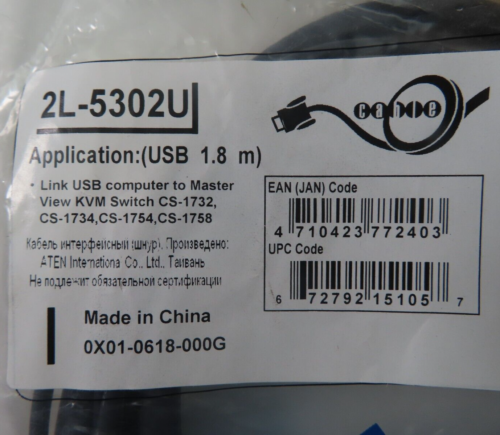 2L-5302U
Application:(USB 1.8 m)
• Link USB computer to Master
View KVM Switch CS-1732,
CS-1734,CS-1754,CS-1758
Кабель интерфейсный (шнур). Произведено:
ATEN International Co., Ltd., Таивань
Не подлежит обязательной сертификации
Made in China
0X01-0618-000G
EAN (JAN) Code
4 710423 772403
UPC Code
6 72792 15105 7